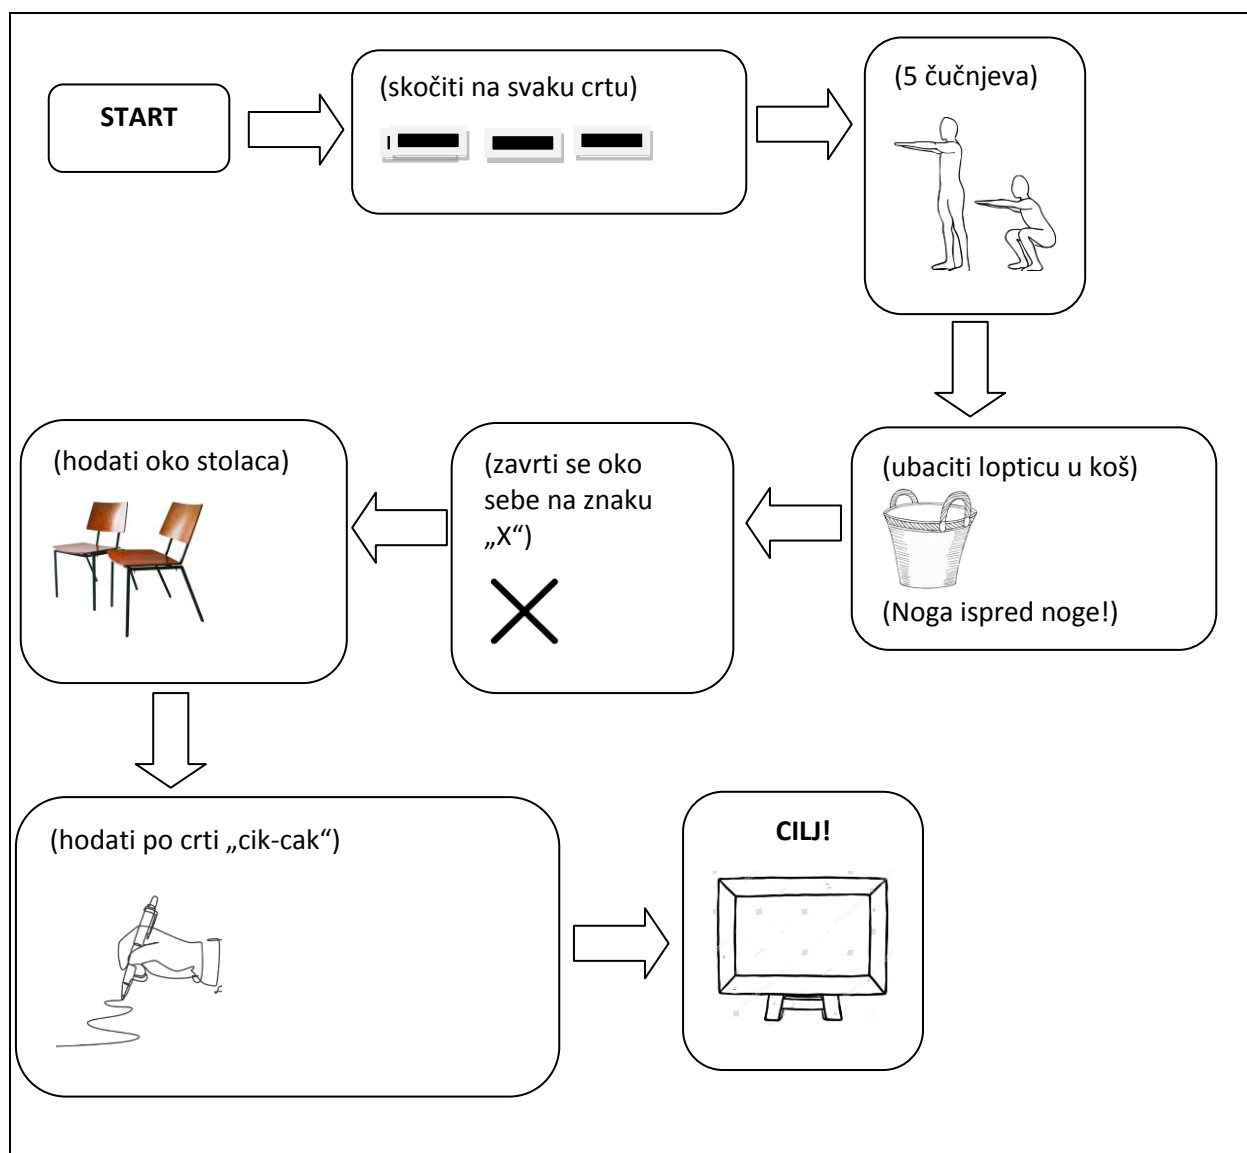 START
(skočiti na svaku crtu)
(5 čučnjeva)
(ubaciti lopticu u koš)
(Noga ispred noge!)
(zavrti se oko
sebe na znaku
„X“)
(hodati oko stolaca)
(hodati po crti „cik-cak“)
CILJ!